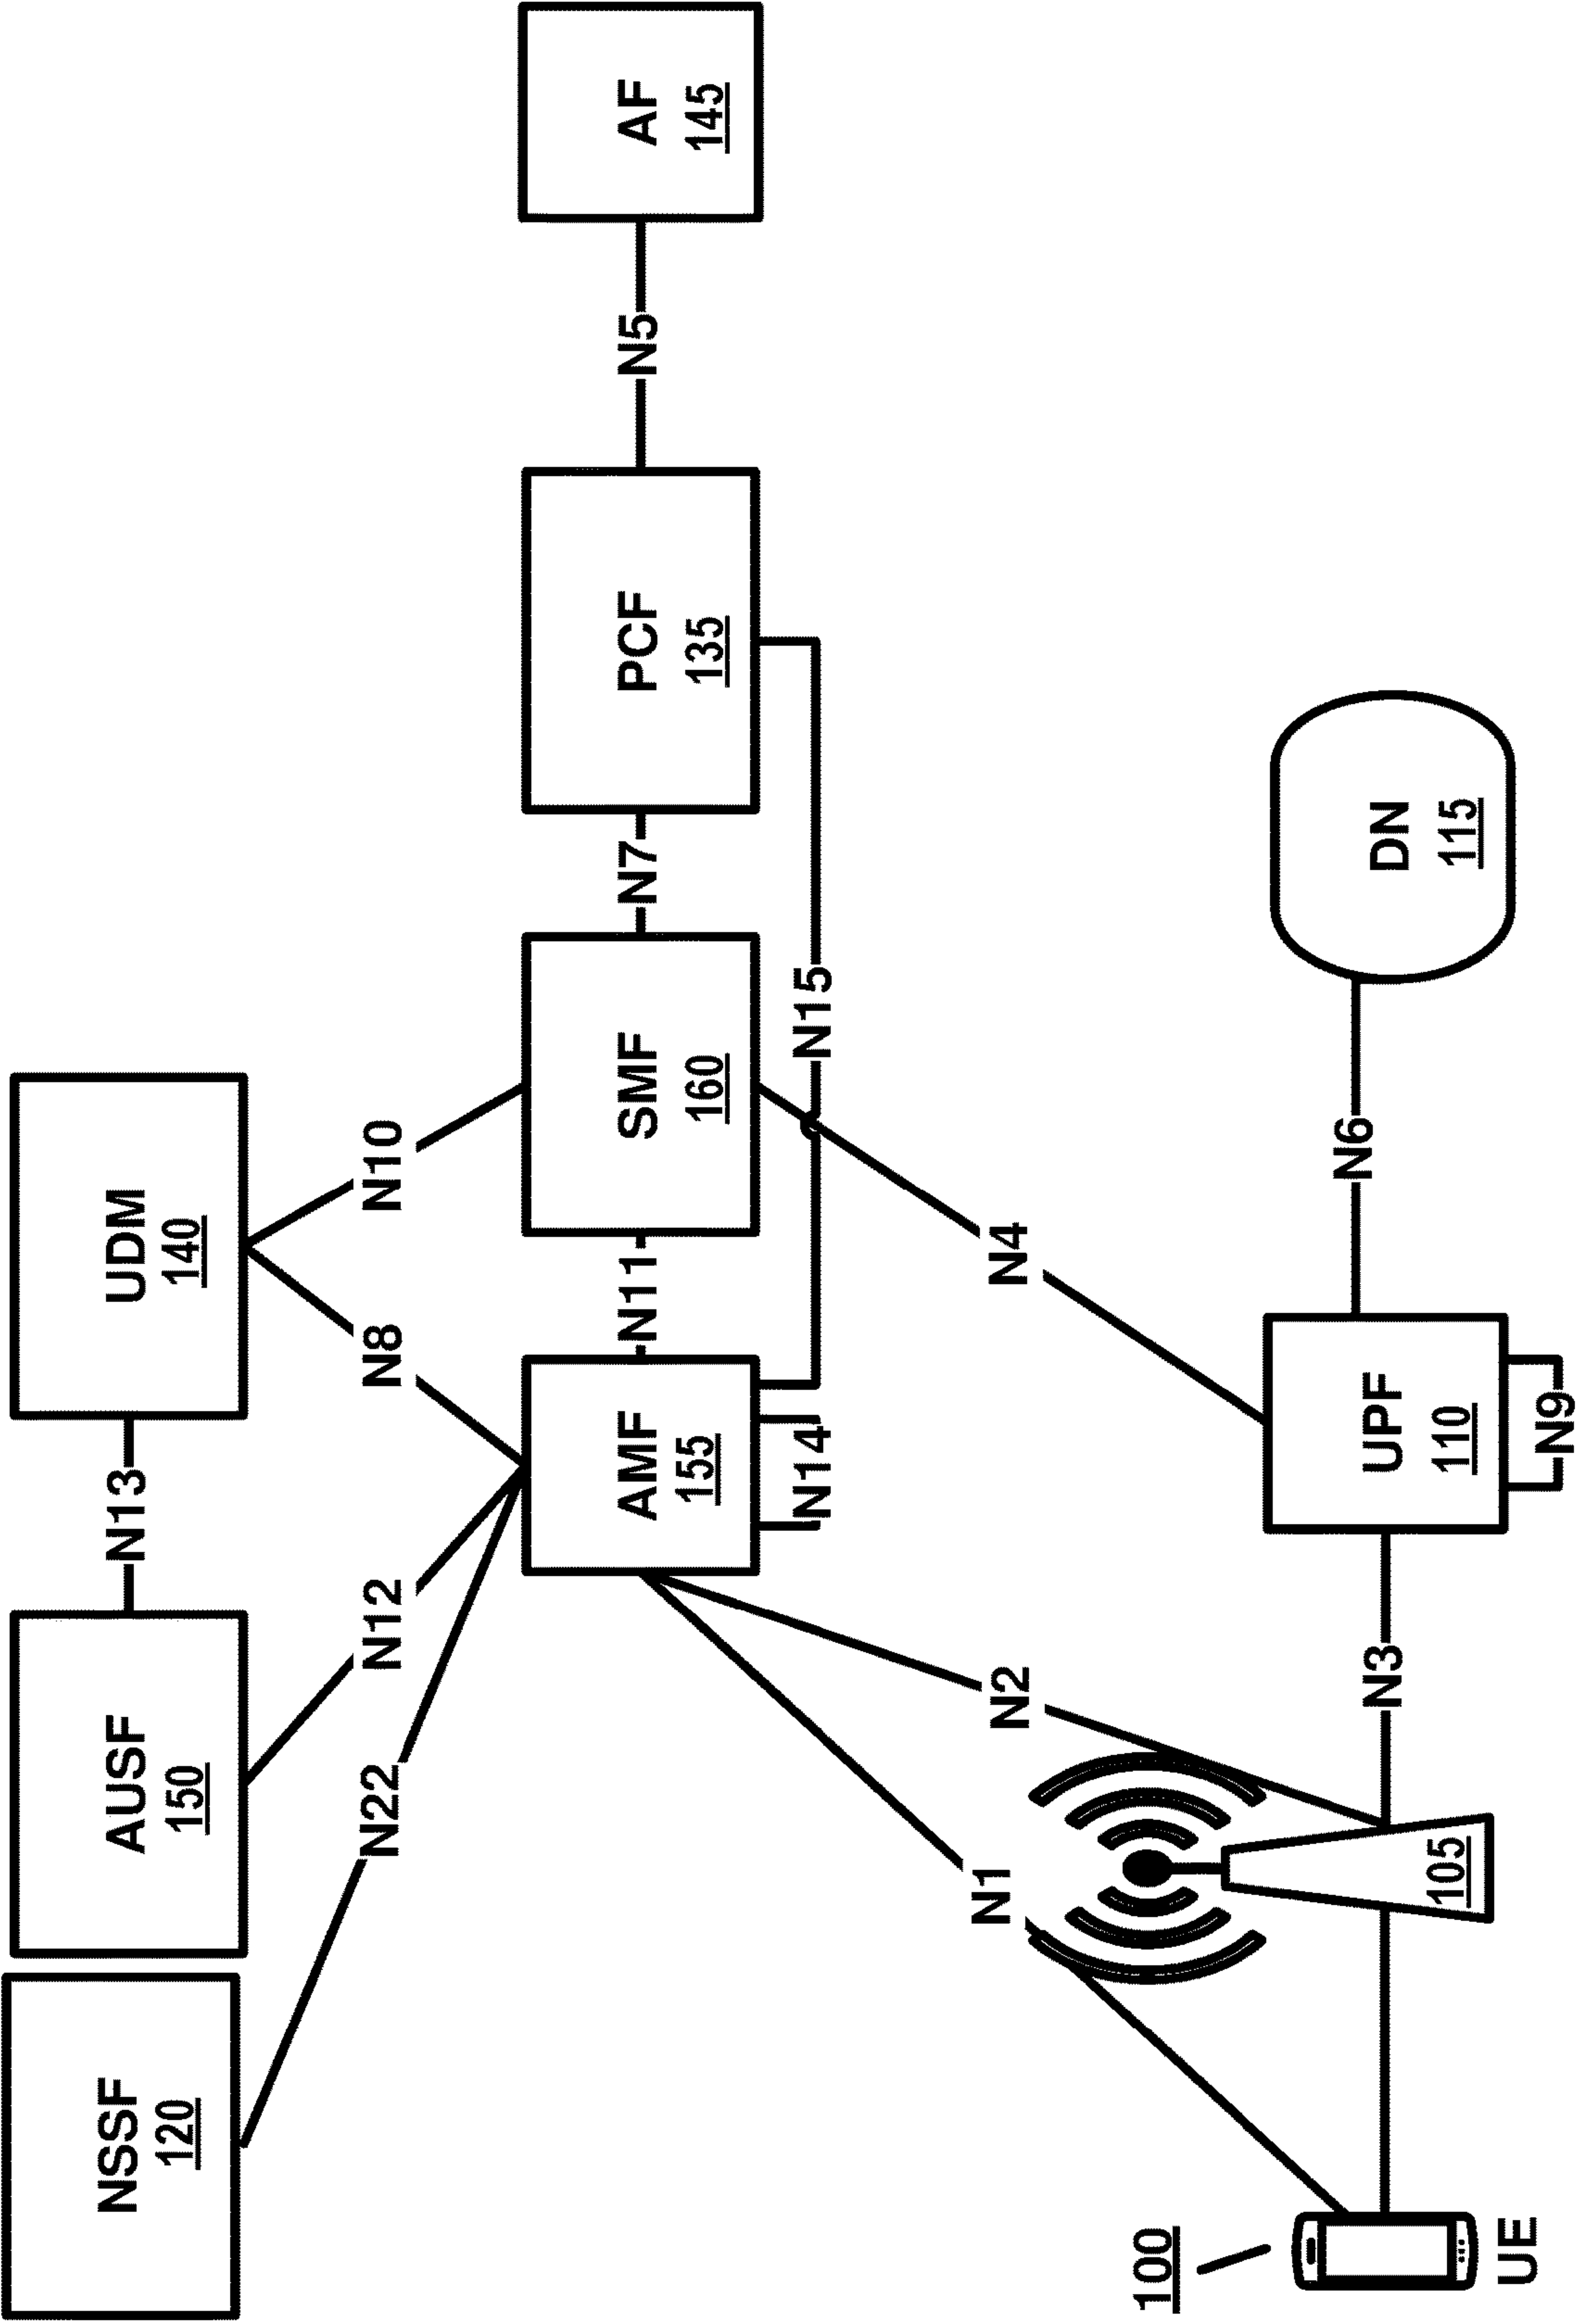 NSSF
120
AUSF
150
N13
UDM
140
N22
N12
N8
N10
AMF
155
N11
SMF
160
N7
PCF
135
N5
AF
145
N14
N15
N1
N2
N4
100
UE
105
N3
UPF
110
N9
N6
DN
115